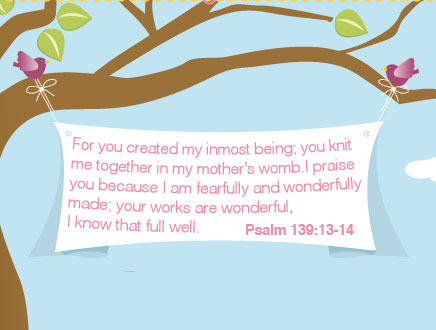 For you created my inmost being; you knit
me together in my mother's womb.I praise
you because I am fearfully and wonderfully
made; your works are wonderful,
I know that full well. Psalm 139:13-14